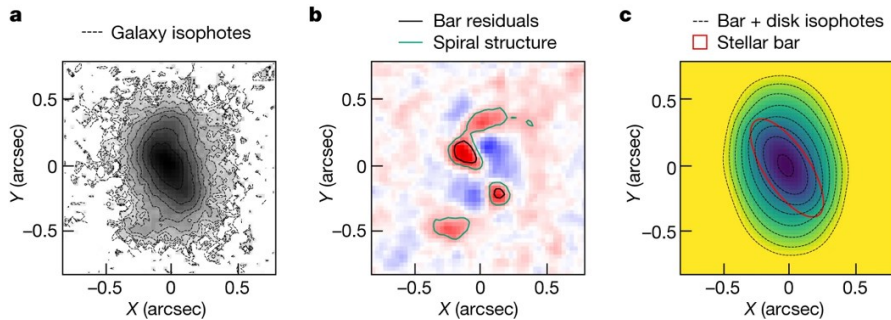 a
Galaxy isophotes
Y (arcsec)
0.5
0
−0.5
−0.5 0 0.5
X (arcsec)
b
Bar residuals
Spiral structure
Y (arcsec)
0.5
0
−0.5
−0.5 0 0.5
X (arcsec)
c
Bar + disk isophotes
Stellar bar
Y (arcsec)
0.5
0
−0.5
−0.5 0 0.5
X (arcsec)